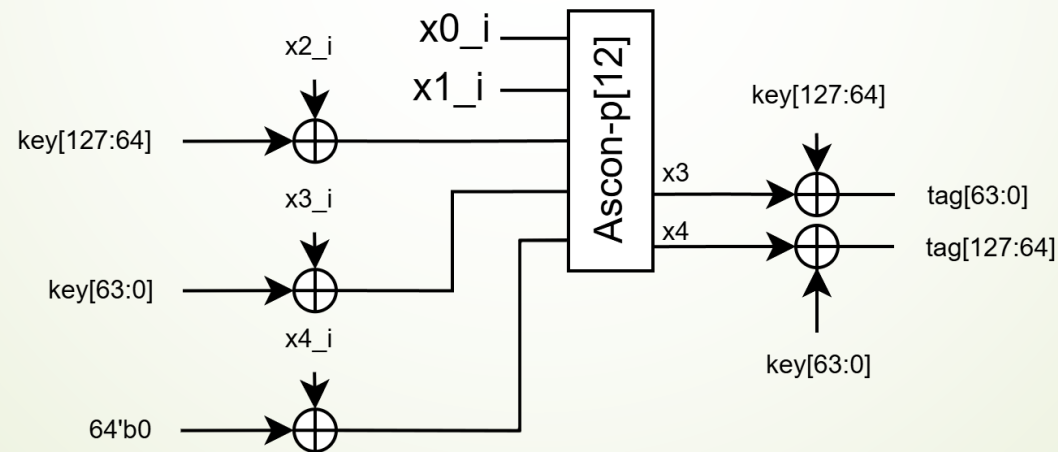 x0_i
x2_i
x1_i
key[127:64]
key[127:64]
Ascon-p[12]
x3
x3_i
tag[63:0]
x4
tag[127:64]
key[63:0]
x4_i
key[63:0]
64'b0